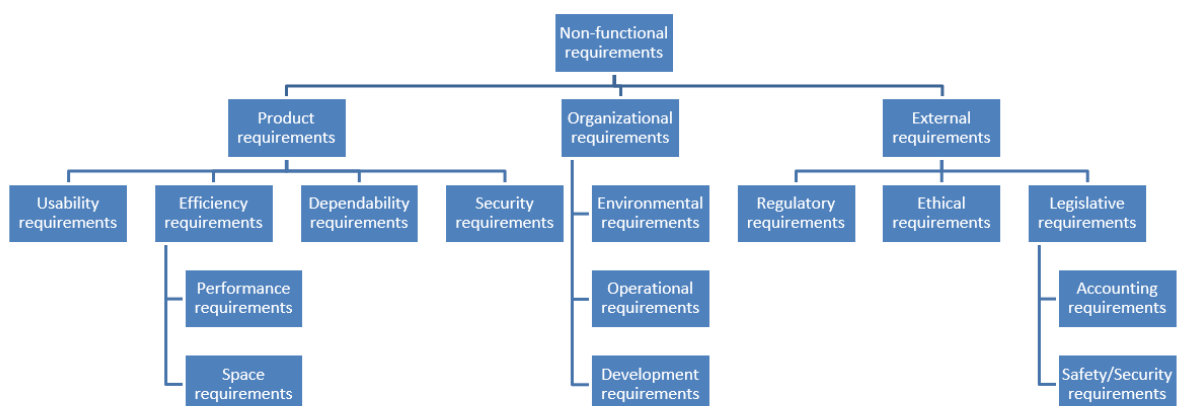 Non-functional
requirements
Product
requirements
Organizational
requirements
External
requirements
Usability
requirements
Efficiency
requirements
Dependability
requirements
Security
requirements
Environmental
requirements
Regulatory
requirements
Ethical
requirements
Legislative
requirements
Performance
requirements
Operational
requirements
Accounting
requirements
Space
requirements
Development
requirements
Safety/Security
requirements